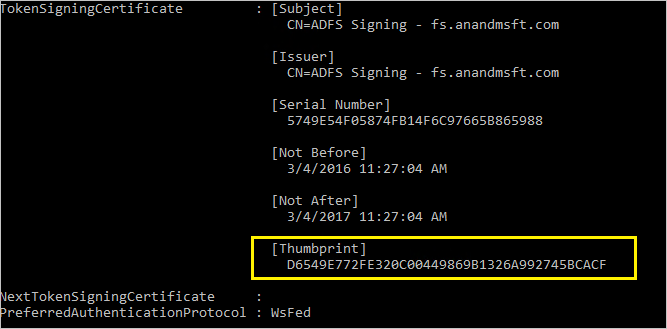 TokenSigningCertificate : [Subject]
CN=ADFS Signing - fs.anandmsft.com
[Issuer]
CN=ADFS Signing - fs.anandmsft.com
[Serial Number]
5749E54F05874FB14F6C97665B865988
[Not Before]
3/4/2016 11:27:04 AM
[Not After]
3/4/2017 11:27:04 AM
[Thumbprint]
D6549E772FE320C00449869B1326A992745BCACF
NextTokenSigningCertificate :
PreferredAuthenticationProtocol : WsFed